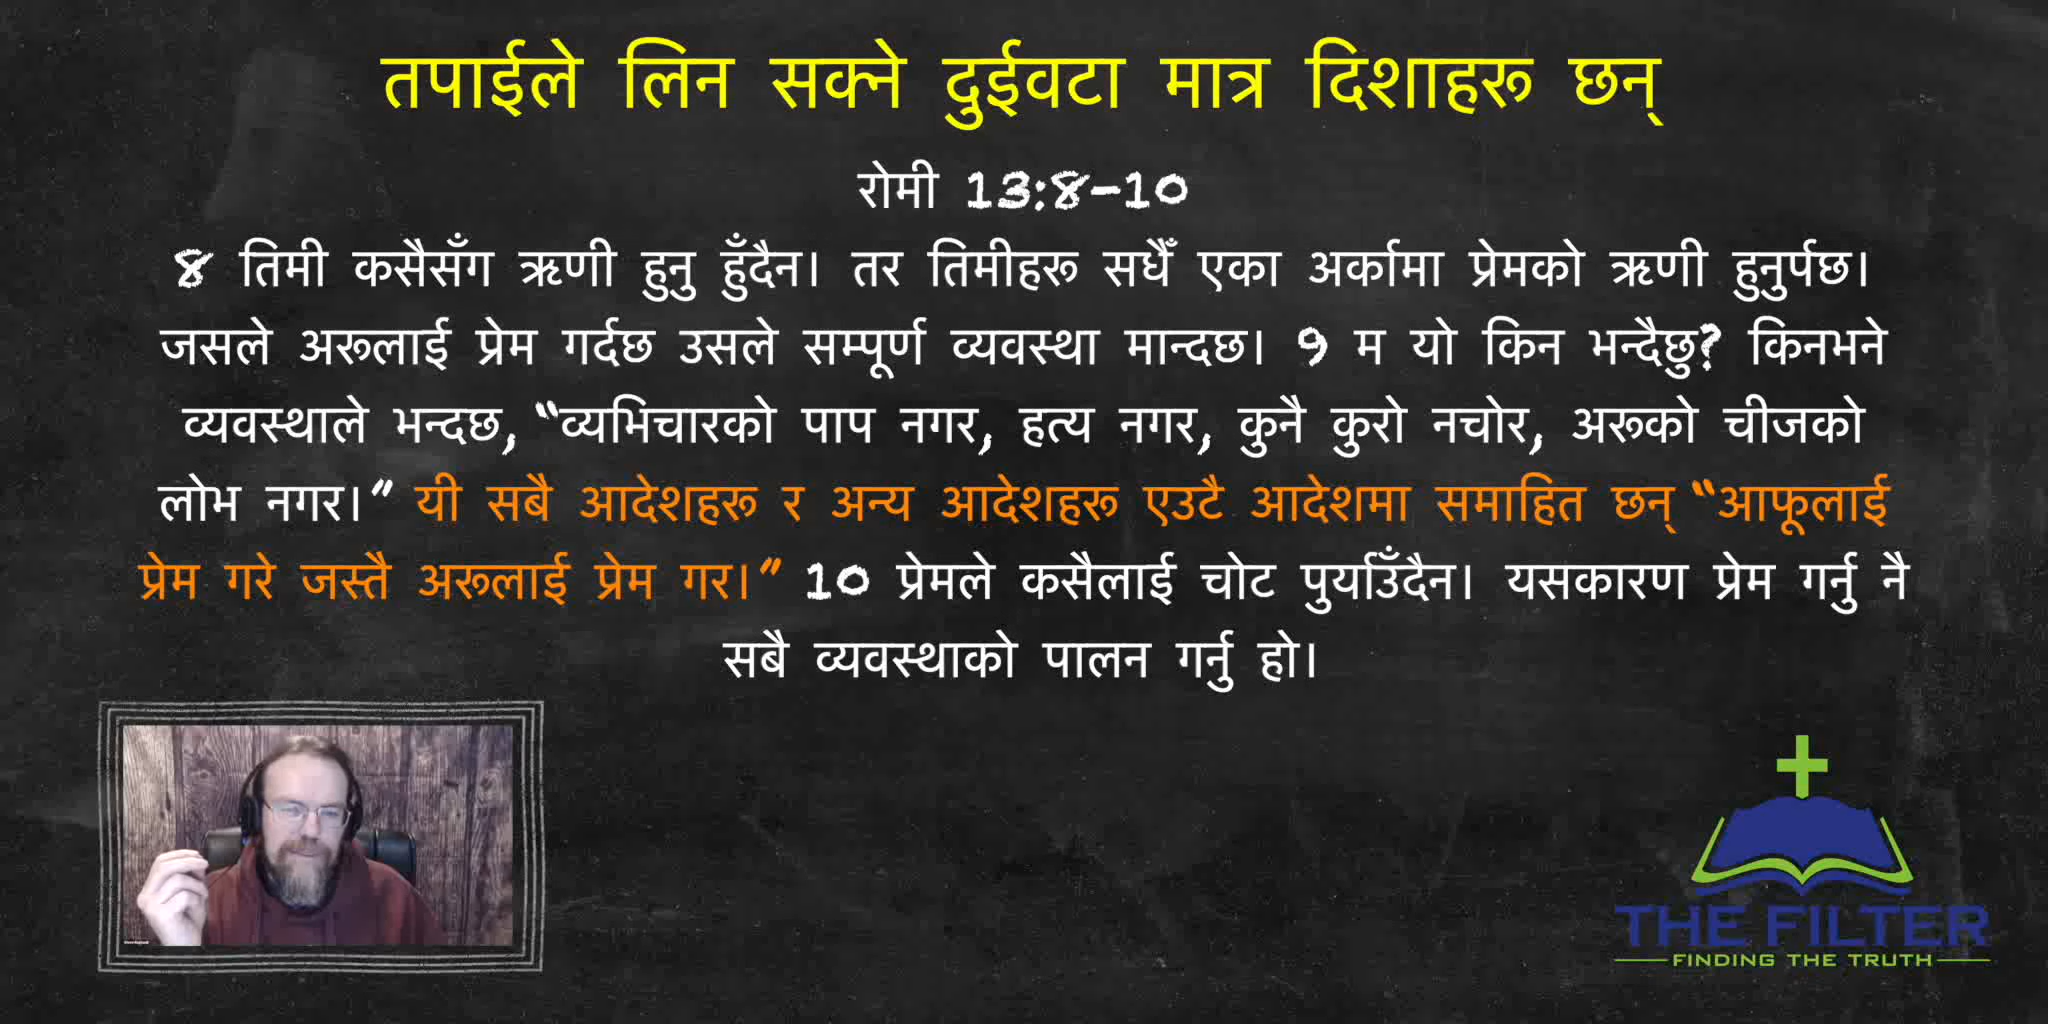 तपाईले लिन सक्ने दुईवटा मात्र दिशाहरू छन्
रोमी 13:8-10
8 तिमी कसैसँग ऋणी हुनु हुँदैन। तर तिमीहरू सधैँ एका अर्कामा प्रेमको ऋणी हुनुर्पछ।
जसले अरूलाई प्रेम गर्दछ उसले सम्पूर्ण व्यवस्था मान्दछ। 9 म यो किन भन्दैछु? किनभने
व्यवस्थाले भन्दछ, “व्यभिचारको पाप नगर, हत्य नगर, कुनै कुरो नचोर, अरूको चीजको
लोभ नगर।” यी सबै आदेशहरू र अन्य आदेशहरू एउटै आदेशमा समाहित छन् “आफूलाई
प्रेम गरे जस्तै अरूलाई प्रेम गर।” 10 प्रेमले कसैलाई चोट पुर्याउँदैन। यसकारण प्रेम गर्नु नै
सबै व्यवस्थाको पालन गर्नु हो।
THE FILTER
FINDING THE TRUTH